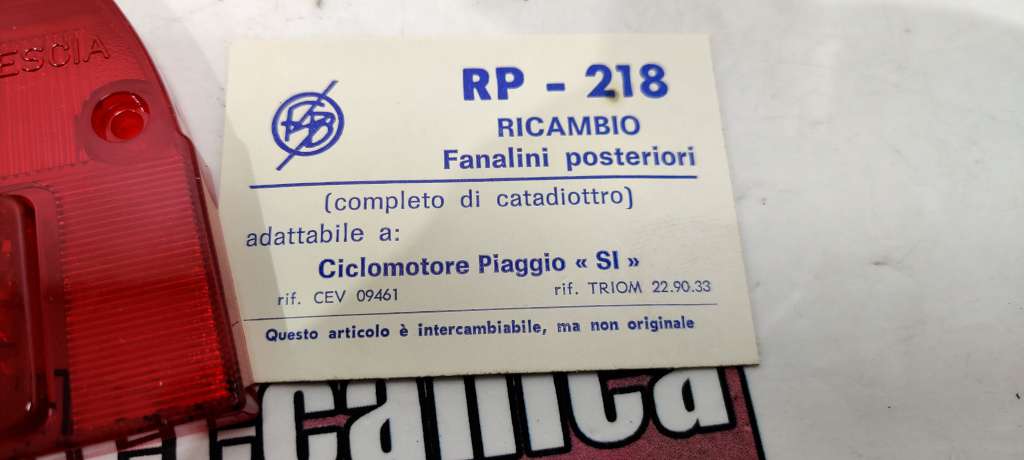 ESCIA
RP - 218
RICAMBIO
Fanalini posteriori
(completo di catadiottro)
adattabile a:
Ciclomotore Piaggio « SI »
rif. CEV 09461 rif. TRIOM 22.90.33
Questo articolo è intercambiabile, ma non originale